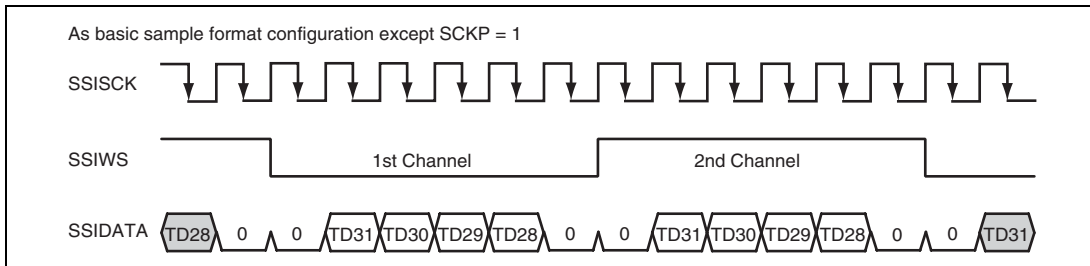 As basic sample format configuration except SCKP = 1
SSISCK
SSIWS 1st Channel 2nd Channel
SSIDATA TD28 0 0 TD31 TD30 TD29 TD28 0 0 TD31 TD30 TD29 TD28 0 0 TD31